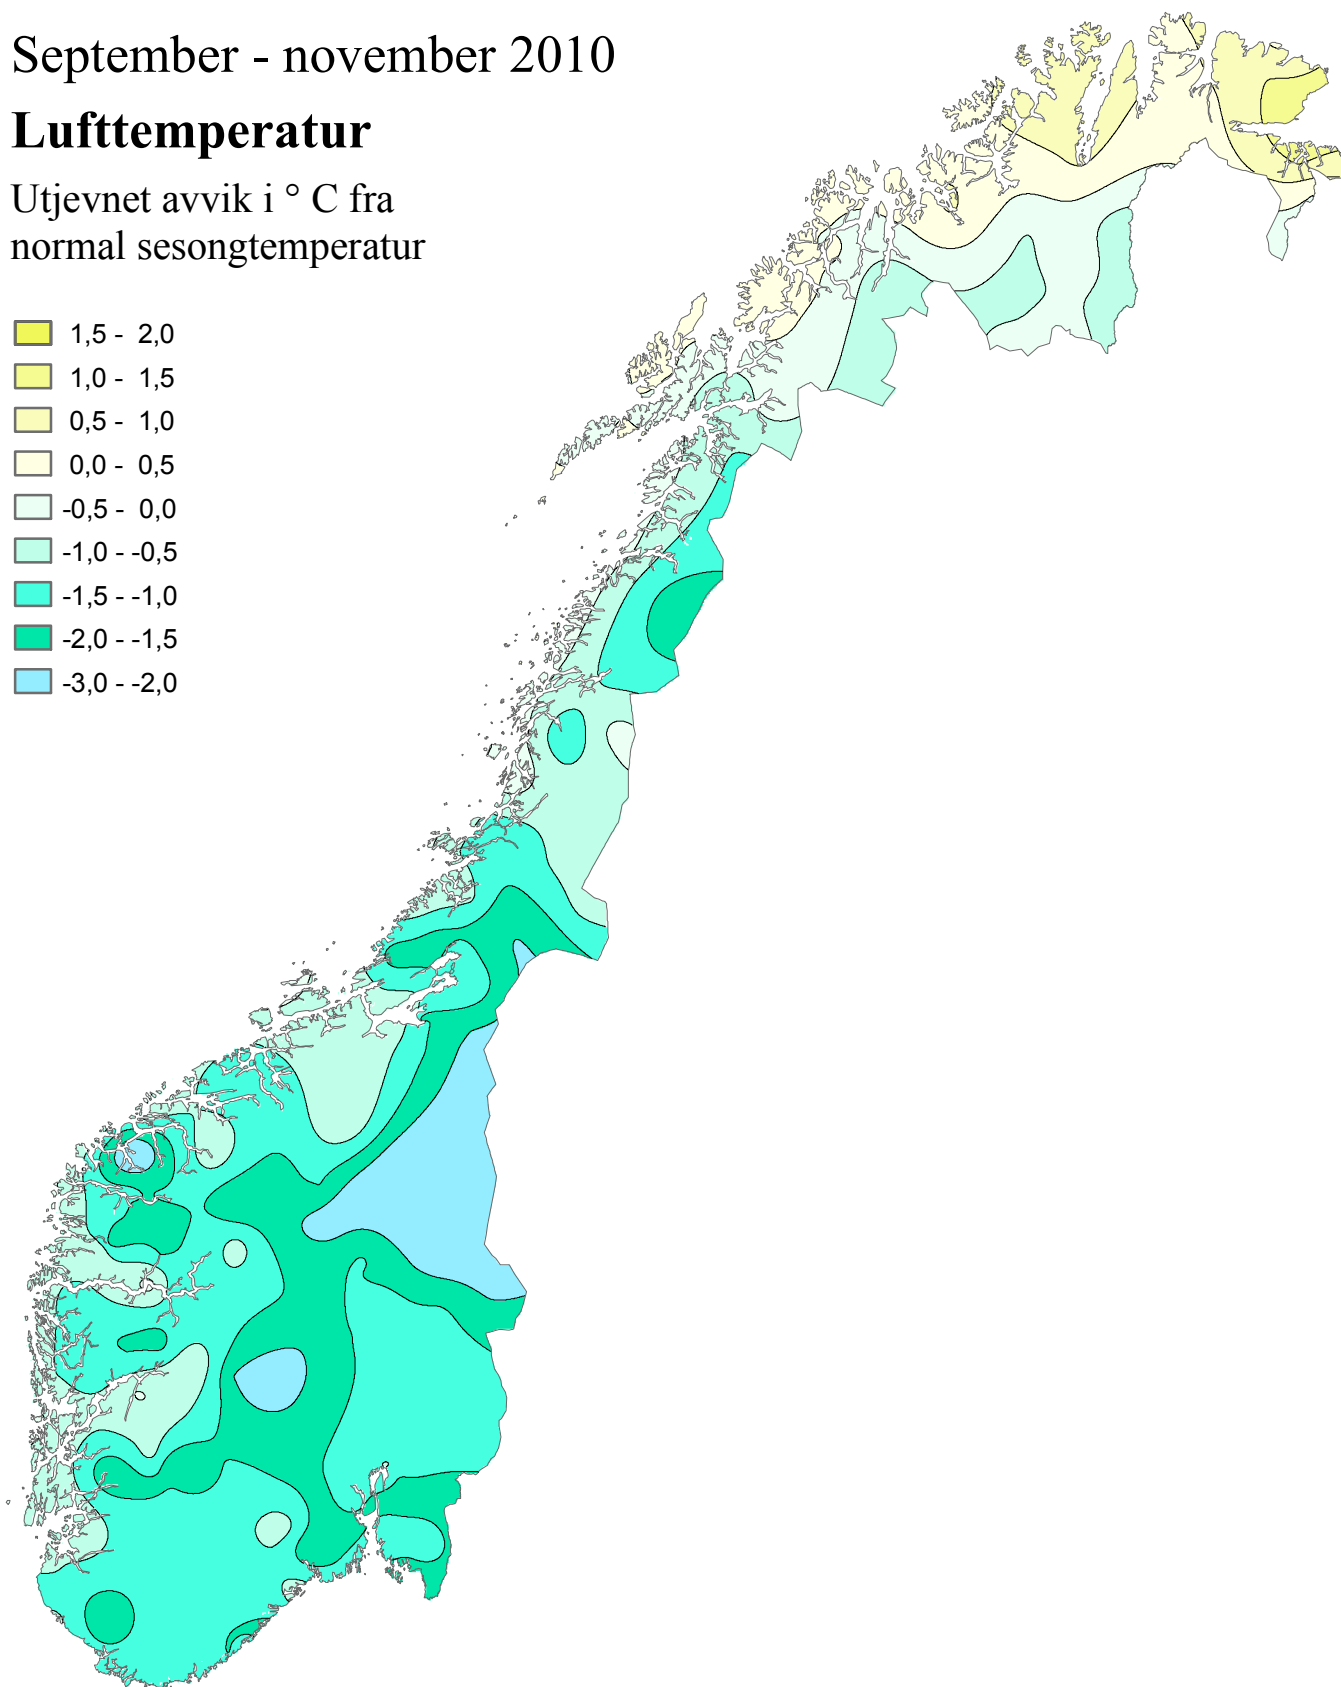 September - november 2010
Lufttemperatur
Utjevnet avvik i ° C fra
normal sesongtemperatur
1,5 - 2,0
1,0 - 1,5
0,5 - 1,0
0,0 - 0,5
-0,5 - 0,0
-1,0 - -0,5
-1,5 - -1,0
-2,0 - -1,5
-3,0 - -2,0